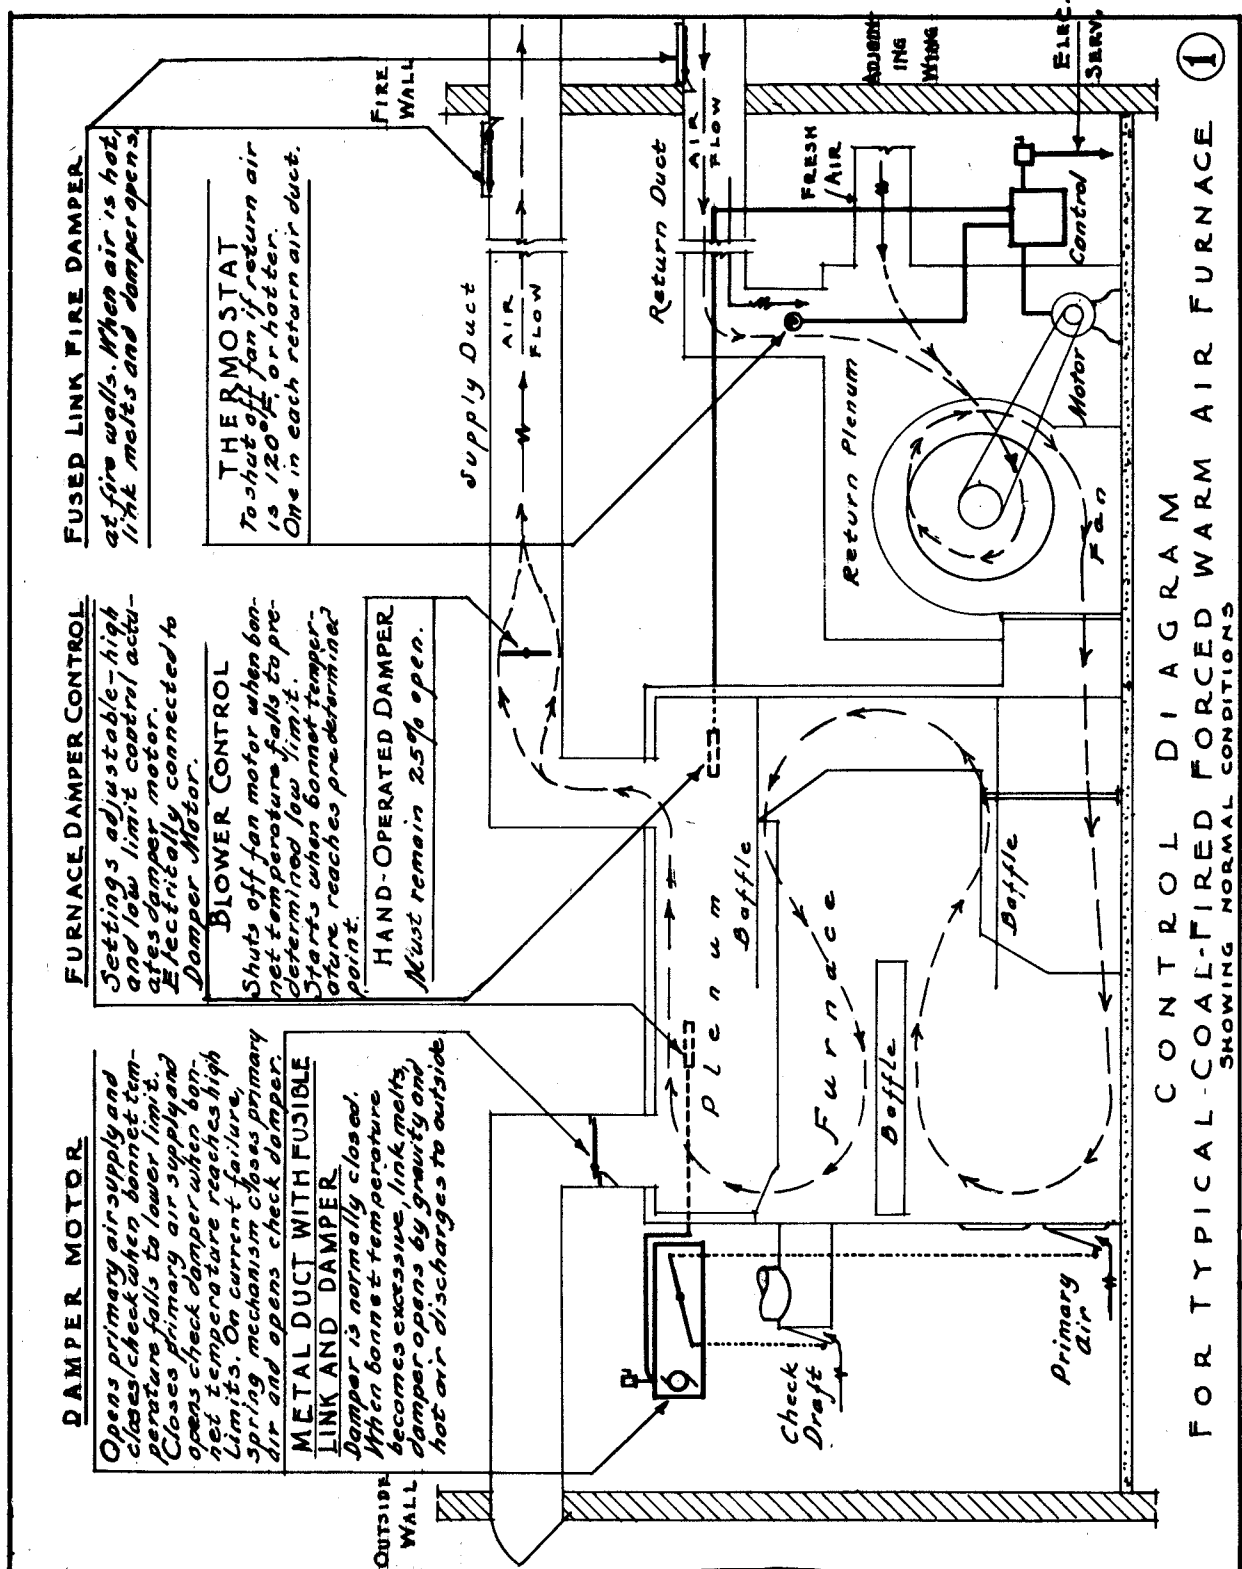 DAMPER MOTOR
Opens primary air supply and
closes check when bonnet tem-
perature falls to lower limit.
Closes primary air supply and
opens check damper when bon-
net temperature reaches high
Limits. On current failure,
spring mechanism closes primary
air and opens check damper.
METAL DUCT WITH FUSIBLE
LINK AND DAMPER
Damper is normally closed.
When bonnet temperature
becomes excessive, link melts,
damper opens by gravity and
hot air discharges to outside
FURNACE DAMPER CONTROL
Settings adjustable-high
and low limit control actu-
ates damper motor.
Electrically connected to
Damper Motor.
BLOWER CONTROL
Shuts off fan motor when bon-
net temperature falls to pre-
determined low limit.
Starts when bonnet temper-
ature reaches predetermined
point.
HAND-OPERATED DAMPER
Must remain 25% open.
FUSED LINK FIRE DAMPER
at fire walls. When air is hot,
link melts and damper opens.
THERMOSTAT
To shut off fan if return air
is 120°F. or hotter.
One in each return air duct.
OUTSIDE
WALL
FIRE
WALL
Supply Duct
AIR
FLOW
Return Duct
AIR
FLOW
ADJOIN
ING
WING
ELEC.
SERV.
FRESH
AIR
Control
Motor
Return Plenum
Fan
Plenum
Baffle
Furnace
Baffle
Baffle
Check
Draft
Primary
air
CONTROL DIAGRAM
FOR TYPICAL-COAL-FIRED FORCED WARM AIR FURNACE
SHOWING NORMAL CONDITIONS
1